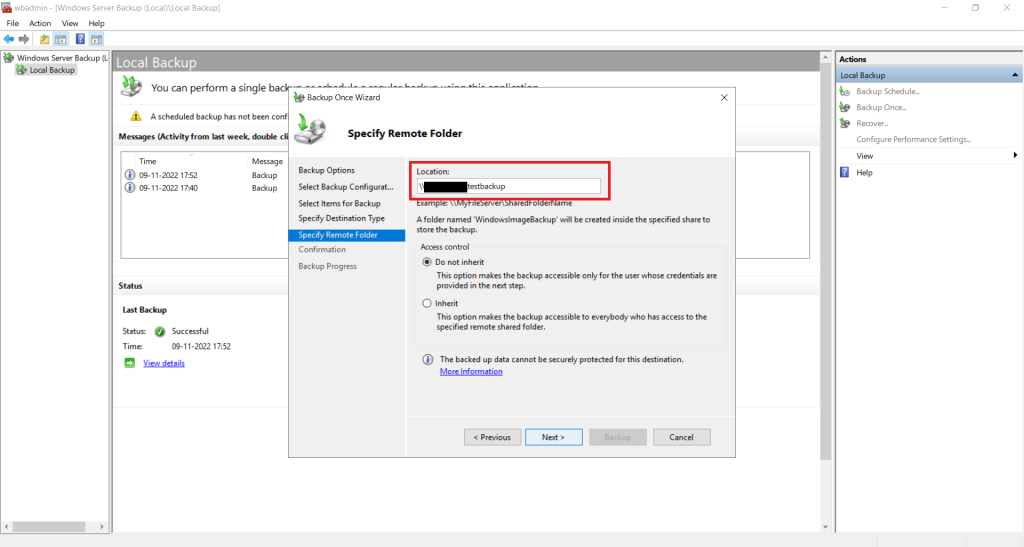 wbadmin - [Windows Server Backup (Local)\Local Backup]
File Action View Help
Windows Server Backup (L
Local Backup
Local Backup
You can perform a single backup or schedule a regular backup using this application
A scheduled backup has not been conf
Messages (Activity from last week, double cli
Time Message
09-11-2022 17:52 Backup
09-11-2022 17:40 Backup
Status
Last Backup
Status: Successful
Time: 09-11-2022 17:52
View details
Backup Once Wizard
Specify Remote Folder
Backup Options
Select Backup Configurat...
Select Items for Backup
Specify Destination Type
Specify Remote Folder
Confirmation
Backup Progress
Location:
\\ testbackup
Example: \\MyFileServer\SharedFolderName
A folder named 'WindowsImageBackup' will be created inside the specified share to
store the backup.
Access control
Do not inherit
This option makes the backup accessible only for the user whose credentials are
provided in the next step.
Inherit
This option makes the backup accessible to everybody who has access to the
specified remote shared folder.
The backed up data cannot be securely protected for this destination.
More Information
< Previous
Next >
Backup
Cancel
Actions
Local Backup
Backup Schedule...
Backup Once...
Recover...
Configure Performance Settings...
View
Help